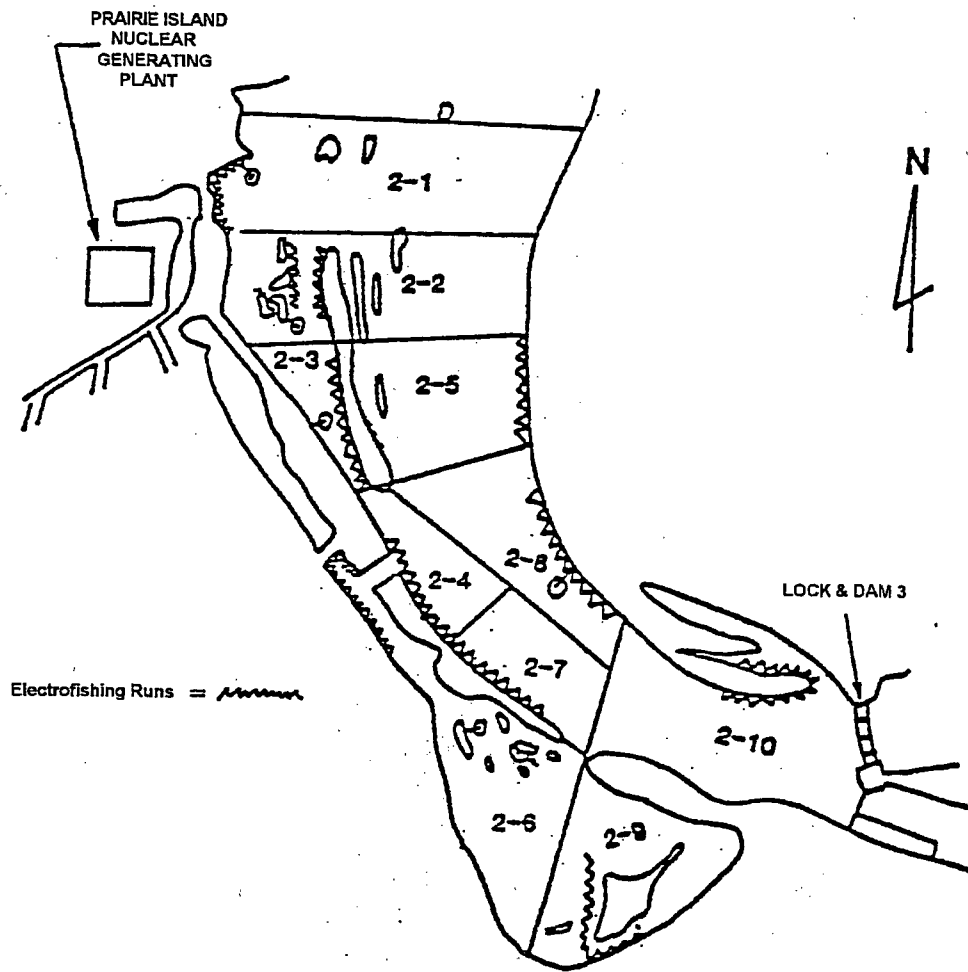 PRAIRIE ISLAND
NUCLEAR
GENERATING
PLANT
N
2-1
2-2
2-3
2-5
2-8
2-4
LOCK & DAM 3
2-7
Electrofishing Runs =
2-10
2-6
2-9